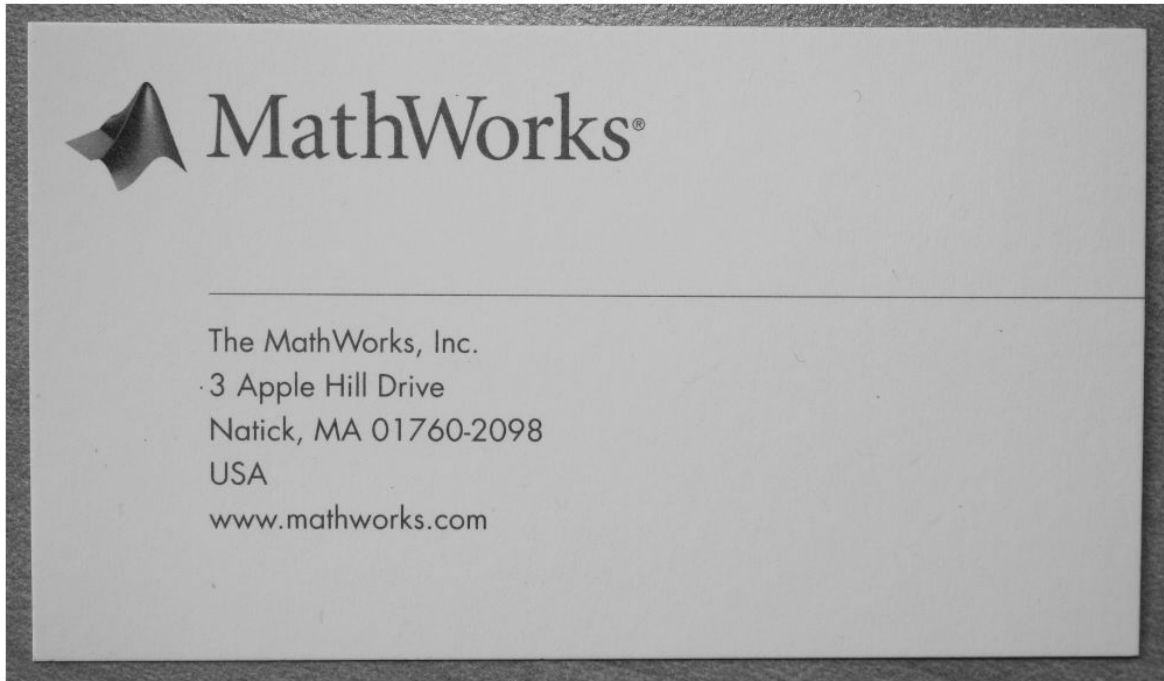 MathWorks®
The MathWorks, Inc.
3 Apple Hill Drive
Natick, MA 01760-2098
USA
www.mathworks.com